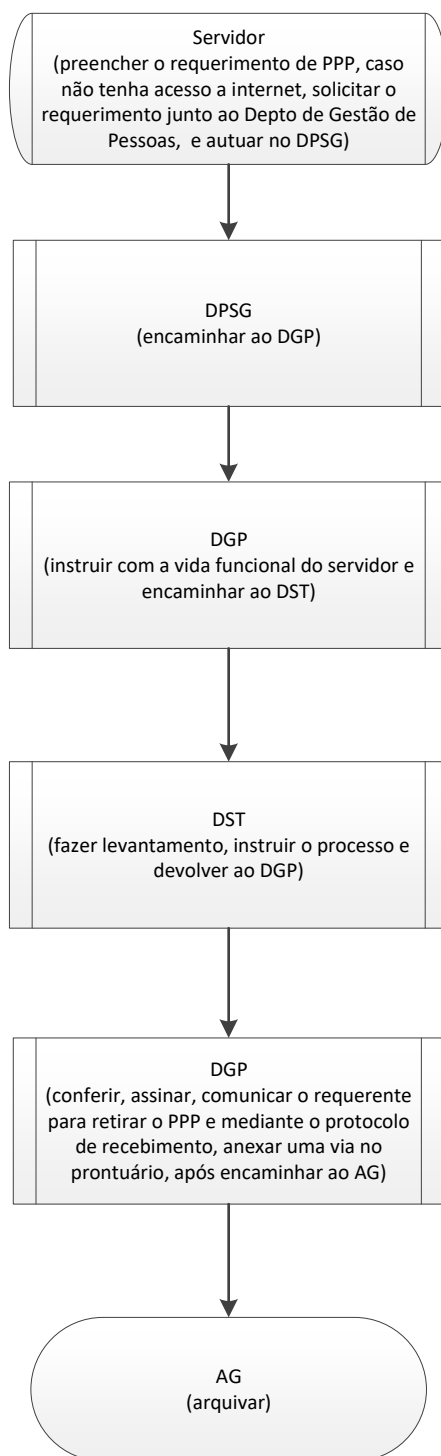 Servidor
(preencher o requerimento de PPP, caso
não tenha acesso a internet, solicitar o
requerimento junto ao Depto de Gestão de
Pessoas,  e autuar no DPSG)
DPSG
(encaminhar ao DGP)
DGP
(instruir com a vida funcional do servidor e
encaminhar ao DST)
DST
(fazer levantamento, instruir o processo e
devolver ao DGP)
DGP
(conferir, assinar, comunicar o requerente
para retirar o PPP e mediante o protocolo
de recebimento, anexar uma via no
prontuário, após encaminhar ao AG)
AG
(arquivar)